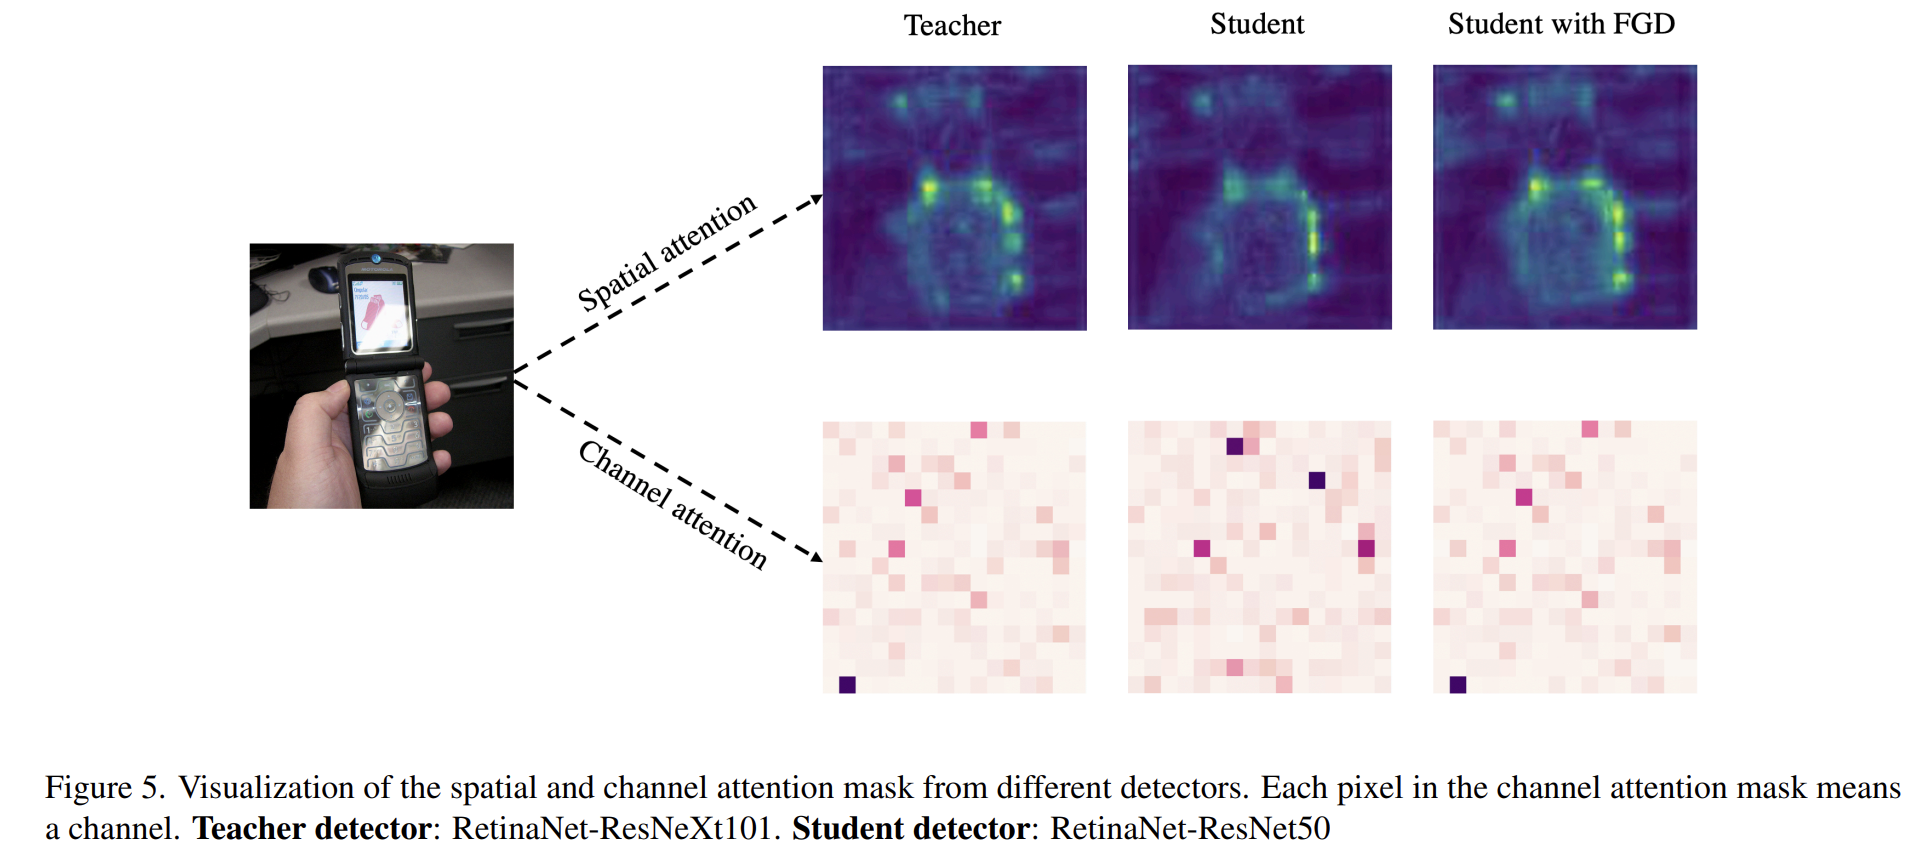 Teacher
Student
Student with FGD
Spatial attention
Channel attention
Figure 5. Visualization of the spatial and channel attention mask from different detectors. Each pixel in the channel attention mask means
a channel. Teacher detector: RetinaNet-ResNeXt101. Student detector: RetinaNet-ResNet50